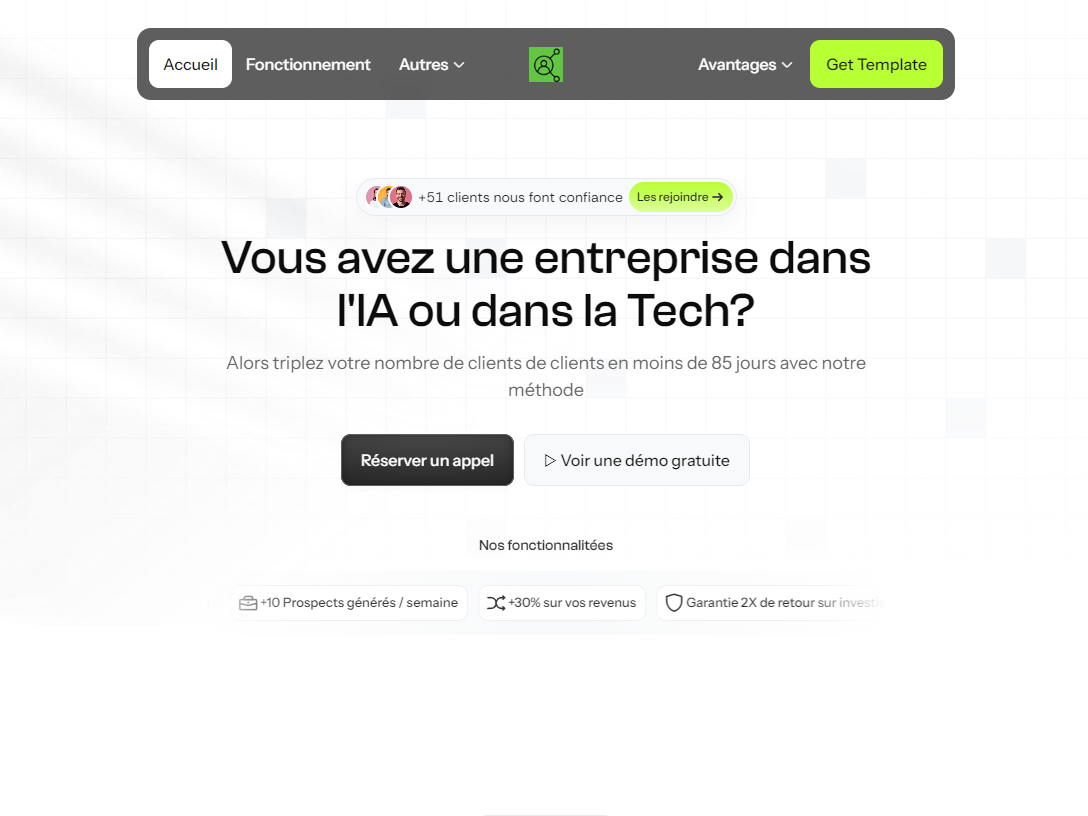 Accueil
Fonctionnement
Autres
Avantages
Get Template
+51 clients nous font confiance
Les rejoindre →
Vous avez une entreprise dans
l'IA ou dans la Tech?
Alors triplez votre nombre de clients de clients en moins de 85 jours avec notre
méthode
Réserver un appel
Voir une démo gratuite
Nos fonctionnalitées
+10 Prospects générés / semaine
+30% sur vos revenus
Garantie 2X de retour sur investi